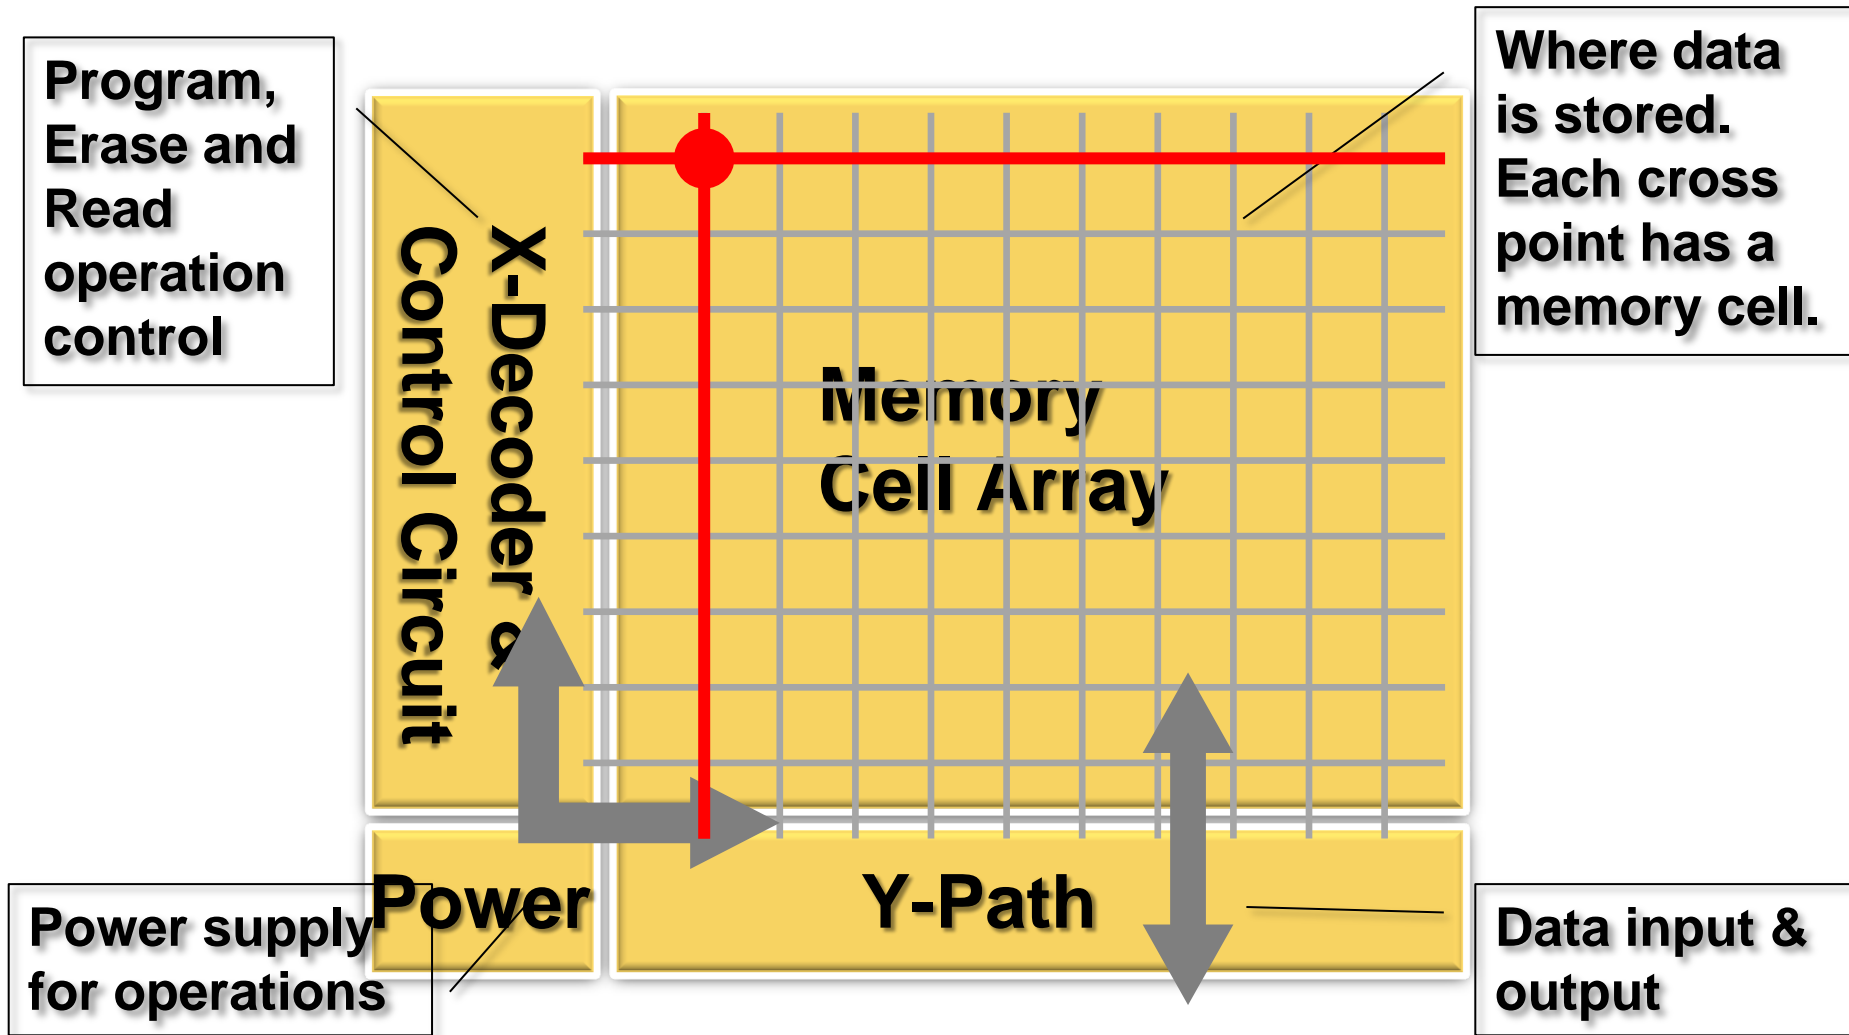 Program,
Erase and
Read
operation
control
X-Decoder &
Control Circuit
Where data
is stored.
Each cross
point has a
memory cell.
Memory
Cell Array
Power
Y-Path
Power supply
for operations
Data input &
output